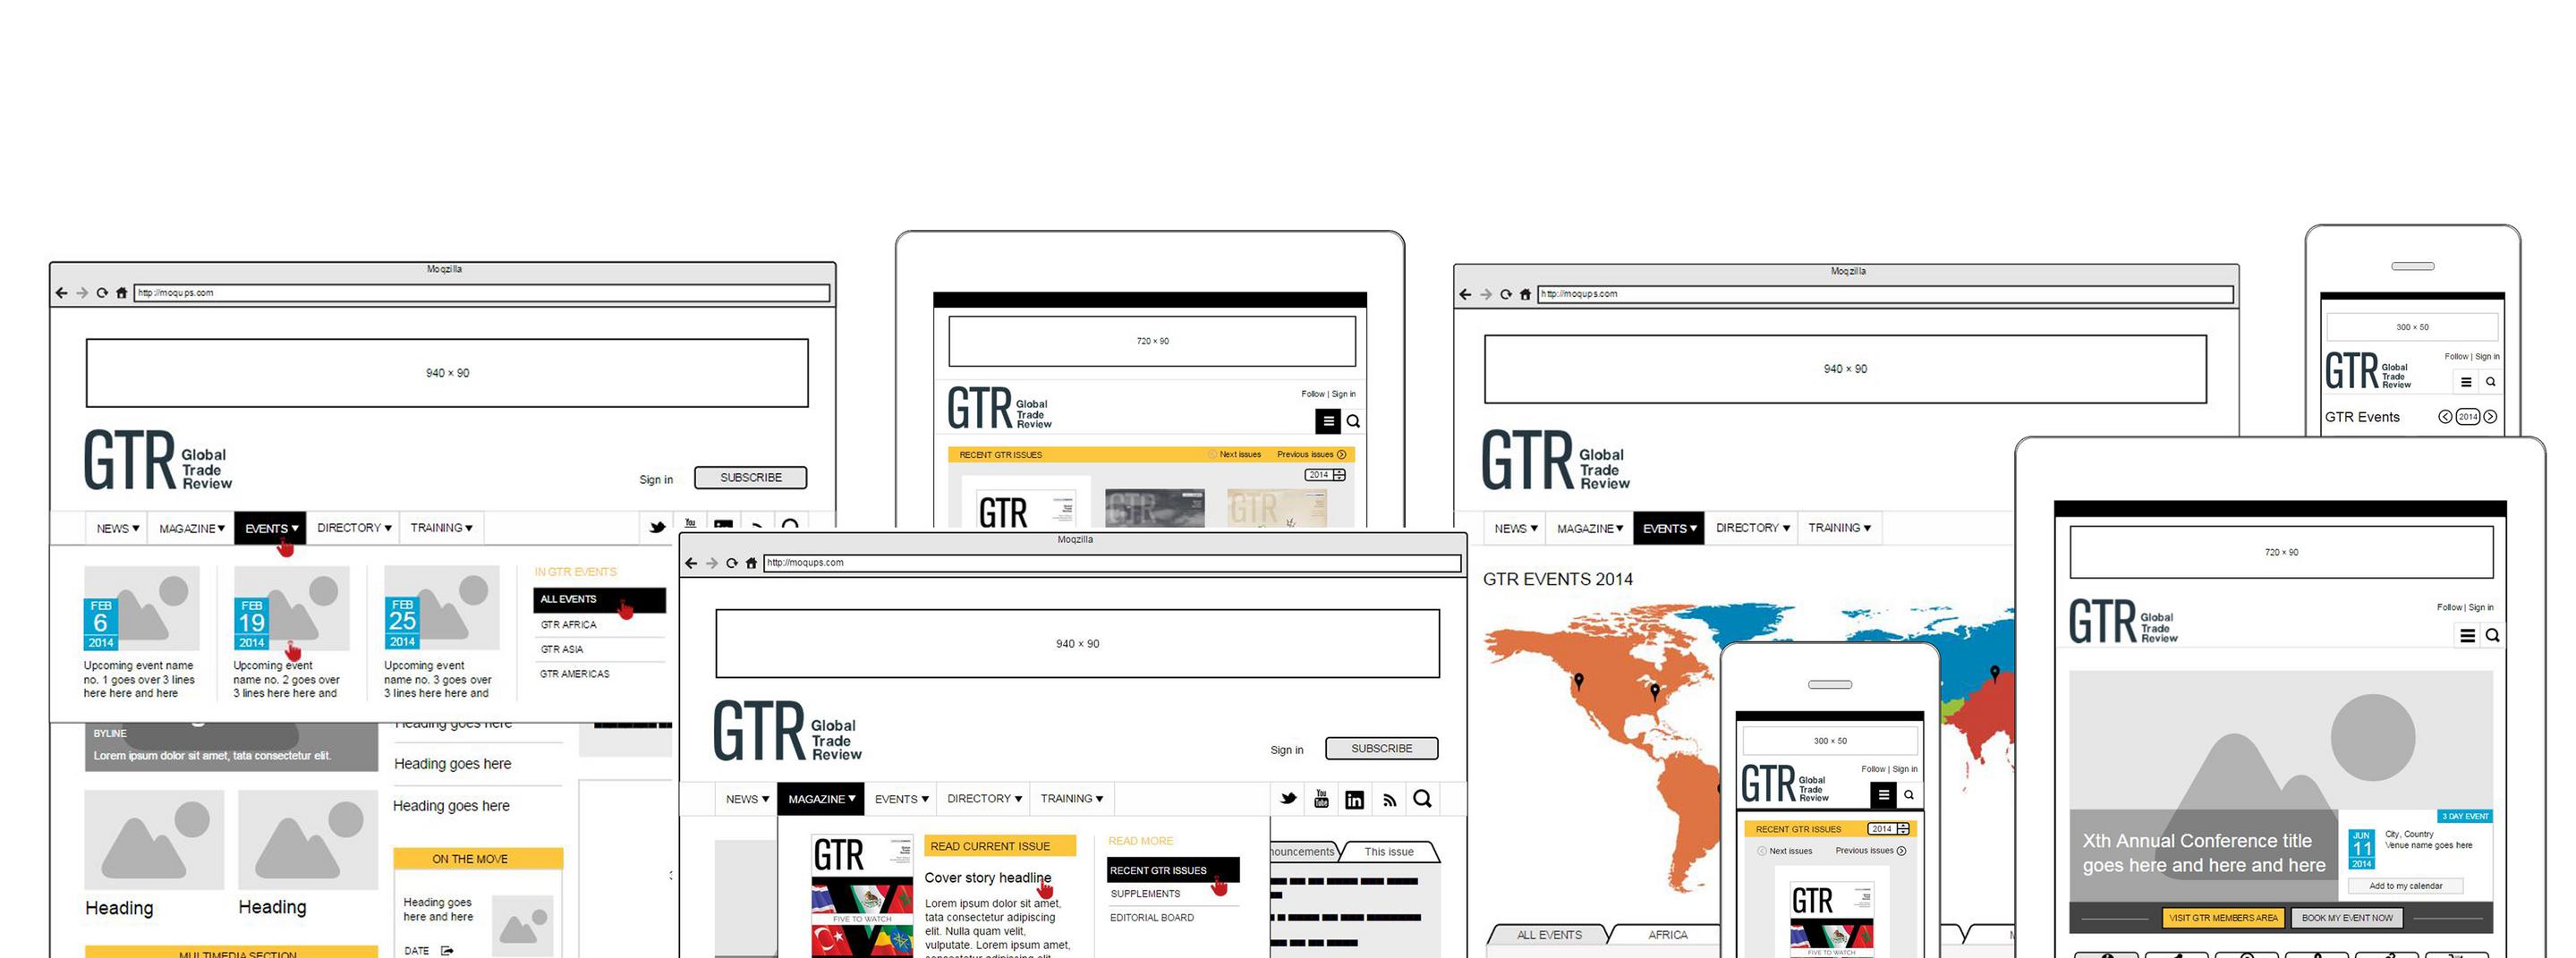 Moqzilla
http://moqups.com
940 × 90
GTR Global
Trade
Review
Sign in
SUBSCRIBE
NEWS
MAGAZINE
EVENTS
DIRECTORY
TRAINING
You
FEB
6
2014
Upcoming event name
no. 1 goes over 3 lines
here here and here
FEB
19
2014
Upcoming event
name no. 2 goes over
3 lines here here and
FEB
25
2014
Upcoming event
name no. 3 goes over
3 lines here here and
IN GTR EVENTS
ALL EVENTS
GTR AFRICA
GTR ASIA
GTR AMERICAS
BYLINE
Lorem ipsum dolor sit amet, tata consectetur elit.
Heading goes here
Heading goes here
Heading goes here
Heading
Heading
ON THE MOVE
Heading goes
here and here
DATE
MULTIMEDIA SECTION
720 × 90
GTR Global
Trade
Review
Follow | Sign in
RECENT GTR ISSUES
Next issues
Previous issues
2014
GTR
GTR
GTR
Moqzilla
http://moqups.com
940 × 90
GTR Global
Trade
Review
Sign in
SUBSCRIBE
NEWS
MAGAZINE
EVENTS
DIRECTORY
TRAINING
You
Tube
in
GTR
FIVE TO WATCH
READ CURRENT ISSUE
Cover story headline
Lorem ipsum dolor sit amet,
tata consectetur adipiscing
elit. Nulla quam velit,
vulputate. Lorem ipsum amet,
consectetur adipiscing elit
READ MORE
RECENT GTR ISSUES
SUPPLEMENTS
EDITORIAL BOARD
nouncements
This issue
Moqzilla
http://moqups.com
940 × 90
GTR Global
Trade
Review
NEWS
MAGAZINE
EVENTS
DIRECTORY
TRAINING
GTR EVENTS 2014
ALL EVENTS
AFRICA
300 × 50
GTR Global
Trade
Review
Follow | Sign in
RECENT GTR ISSUES
2014
Next issues
Previous issues
GTR
FIVE TO WATCH
300 × 50
GTR Global
Trade
Review
Follow | Sign in
GTR Events
2014
720 × 90
GTR Global
Trade
Review
Follow | Sign in
Xth Annual Conference title
goes here and here and here
3 DAY EVENT
JUN
11
2014
City, Country
Venue name goes here
Add to my calendar
VISIT GTR MEMBERS AREA
BOOK MY EVENT NOW